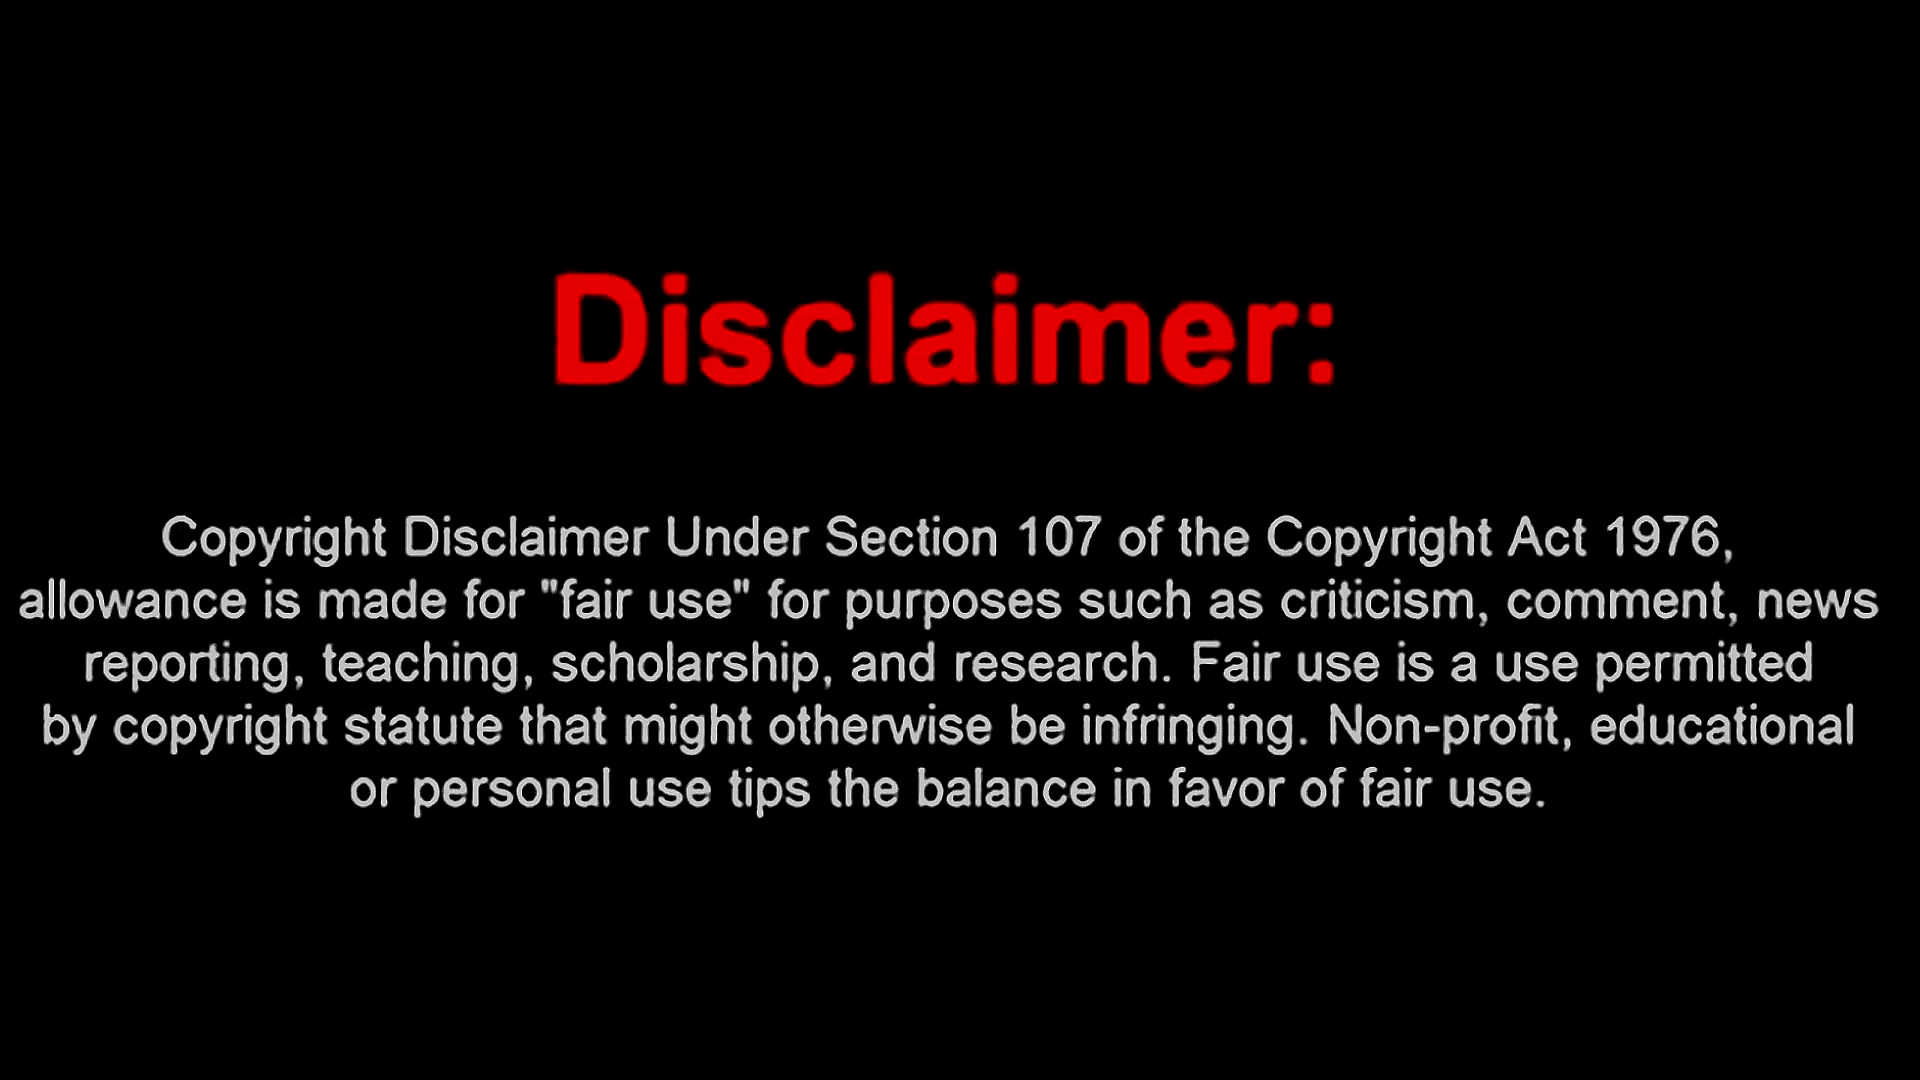 Disclaimer:
Copyright Disclaimer Under Section 107 of the Copyright Act 1976,
allowance is made for "fair use" for purposes such as criticism, comment, news
reporting, teaching, scholarship, and research. Fair use is a use permitted
by copyright statute that might otherwise be infringing. Non-profit, educational
or personal use tips the balance in favor of fair use.